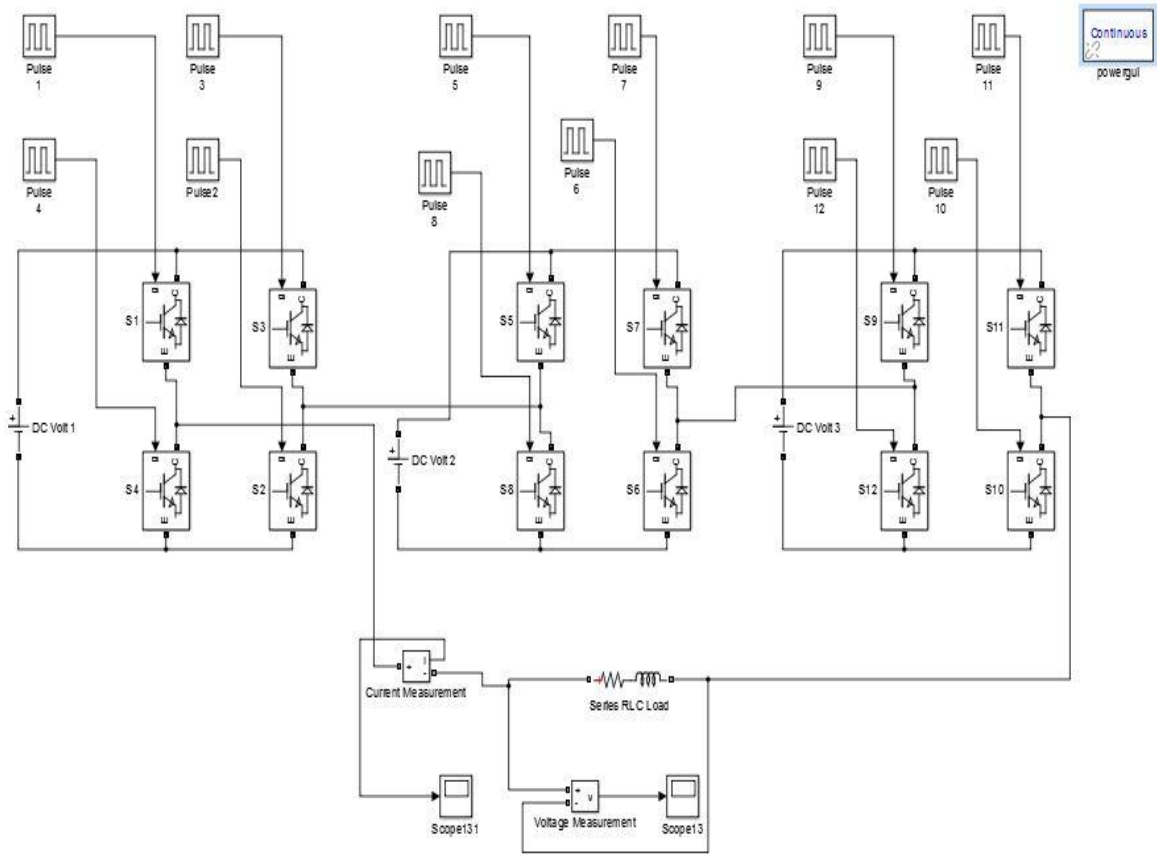 Continuous
powergui
Pulse
1
Pulse
3
Pulse
5
Pulse
7
Pulse
9
Pulse
11
Pulse
4
Pulse2
Pulse
8
Pulse
6
Pulse
12
Pulse
10
g C
S1
E
g C
S3
E
g C
S5
E
g C
S7
E
g C
S9
E
g C
S11
E
+
DC Volt 1
+
DC Volt 2
+
DC Volt 3
g C
S4
E
g C
S2
E
g C
S8
E
g C
S6
E
g C
S12
E
g C
S10
E
+ i -
Current Measurement
+
Series RLC Load
Scope131
+ v -
Voltage Measurement
Scope13